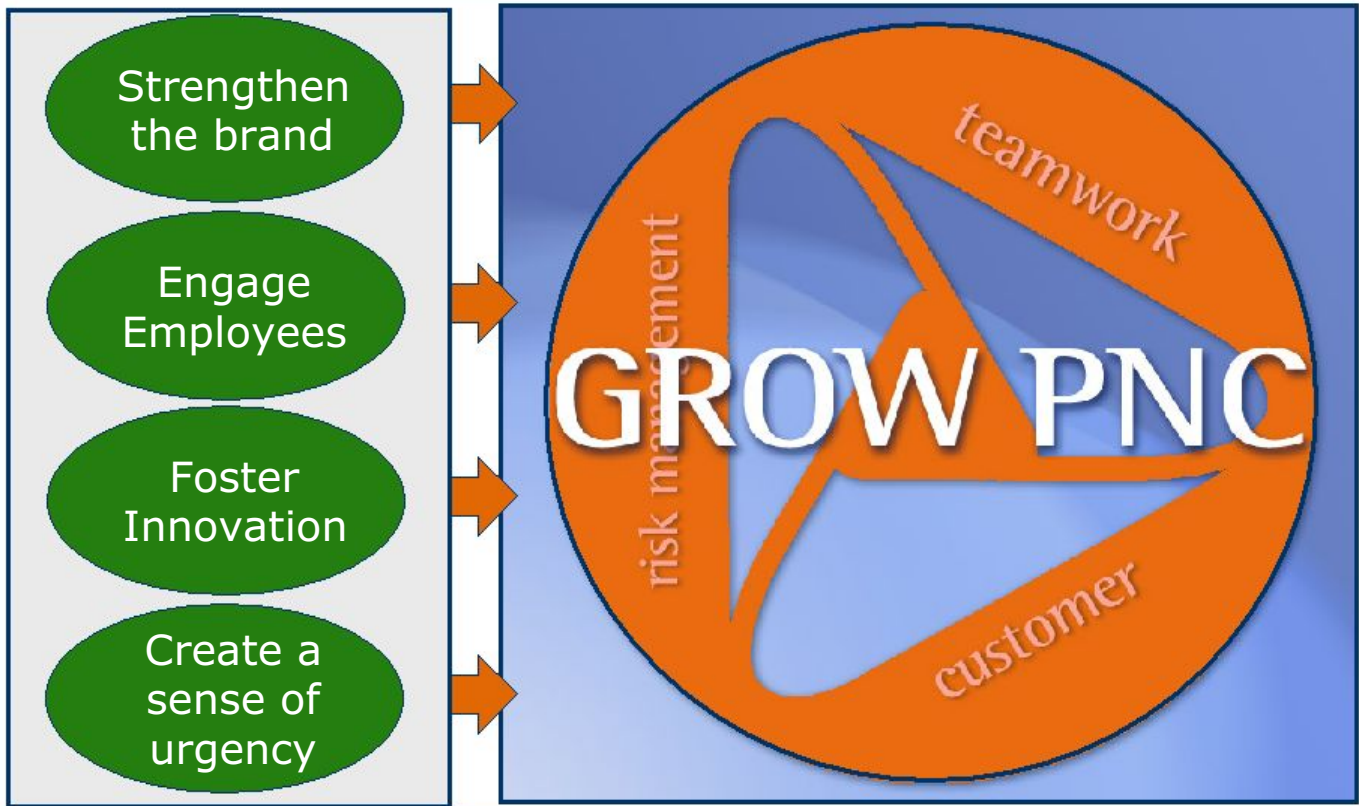 Strengthen
the brand
Engage
Employees
Foster
Innovation
Create a
sense of
urgency
teamwork
risk management
GROW PNC
customer